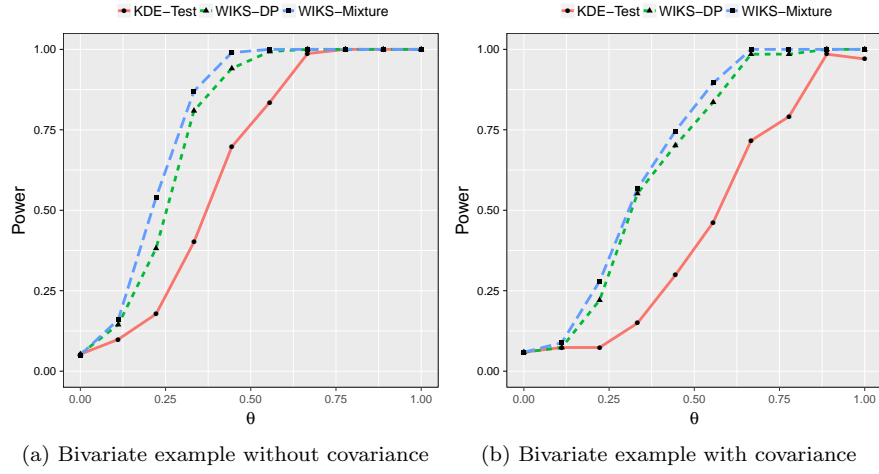 KDE−Test WIKS−DP WIKS−Mixture
1.00
0.75
0.50
0.25
0.00
Power
0.00 0.25 0.50 0.75 1.00
θ
(a) Bivariate example without covariance
KDE−Test WIKS−DP WIKS−Mixture
1.00
0.75
0.50
0.25
0.00
Power
0.00 0.25 0.50 0.75 1.00
θ
(b) Bivariate example with covariance